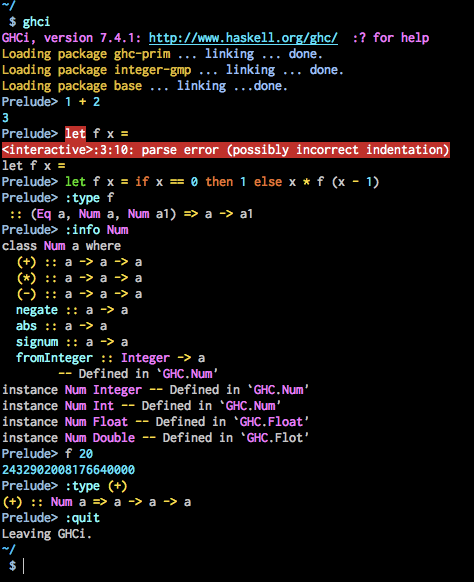 ~/
$ ghci
GHCi, version 7.4.1: http://www.haskell.org/ghc/  :? for help
Loading package ghc-prim ... linking ... done.
Loading package integer-gmp ... linking ... done.
Loading package base ... linking ...done.
Prelude> 1 + 2
3
Prelude> let f x =
<interactive>:3:10: parse error (possibly incorrect indentation)
let f x =
Prelude> let f x = if x == 0 then 1 else x * f (x - 1)
Prelude> :type f
 :: (Eq a, Num a, Num a1) => a -> a1
Prelude> :info Num
class Num a where
  (+) :: a -> a -> a
  (*) :: a -> a -> a
  (-) :: a -> a -> a
  negate :: a -> a
  abs :: a -> a
  signum :: a -> a
  fromInteger :: Integer -> a
        -- Defined in `GHC.Num'
instance Num Integer -- Defined in `GHC.Num'
instance Num Int -- Defined in `GHC.Num'
instance Num Float -- Defined in `GHC.Float'
instance Num Double -- Defined in `GHC.Flot'
Prelude> f 20
2432902008176640000
Prelude> :type (+)
(+) :: Num a => a -> a -> a
Prelude> :quit
Leaving GHCi.
~/
$